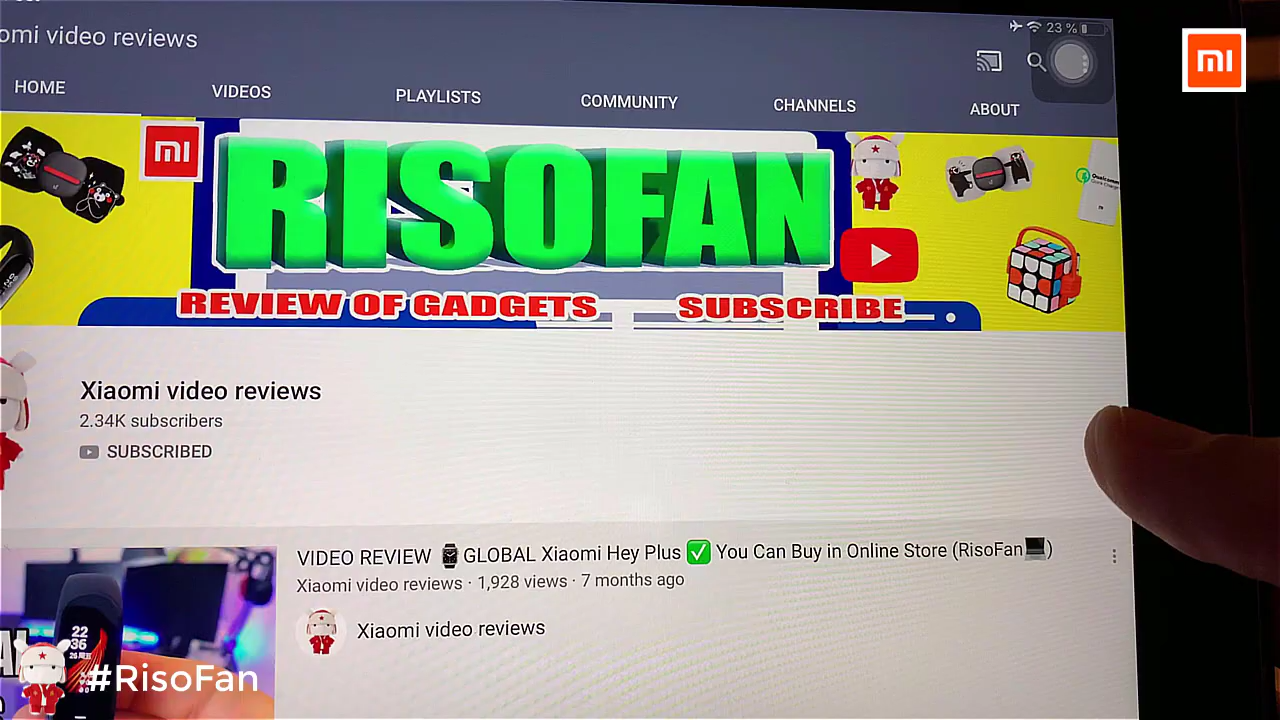 23 %
omi video reviews
HOME
VIDEOS
PLAYLISTS
COMMUNITY
CHANNELS
ABOUT
mi
mi
RISOFAN
REVIEW OF GADGETS
SUBSCRIBE
Qualcomm
Xiaomi video reviews
2.34K subscribers
SUBSCRIBED
VIDEO REVIEW ⌚GLOBAL Xiaomi Hey Plus ✅ You Can Buy in Online Store (RisoFan💻)
Xiaomi video reviews · 1,928 views · 7 months ago
Xiaomi video reviews
22
36
#RisoFan